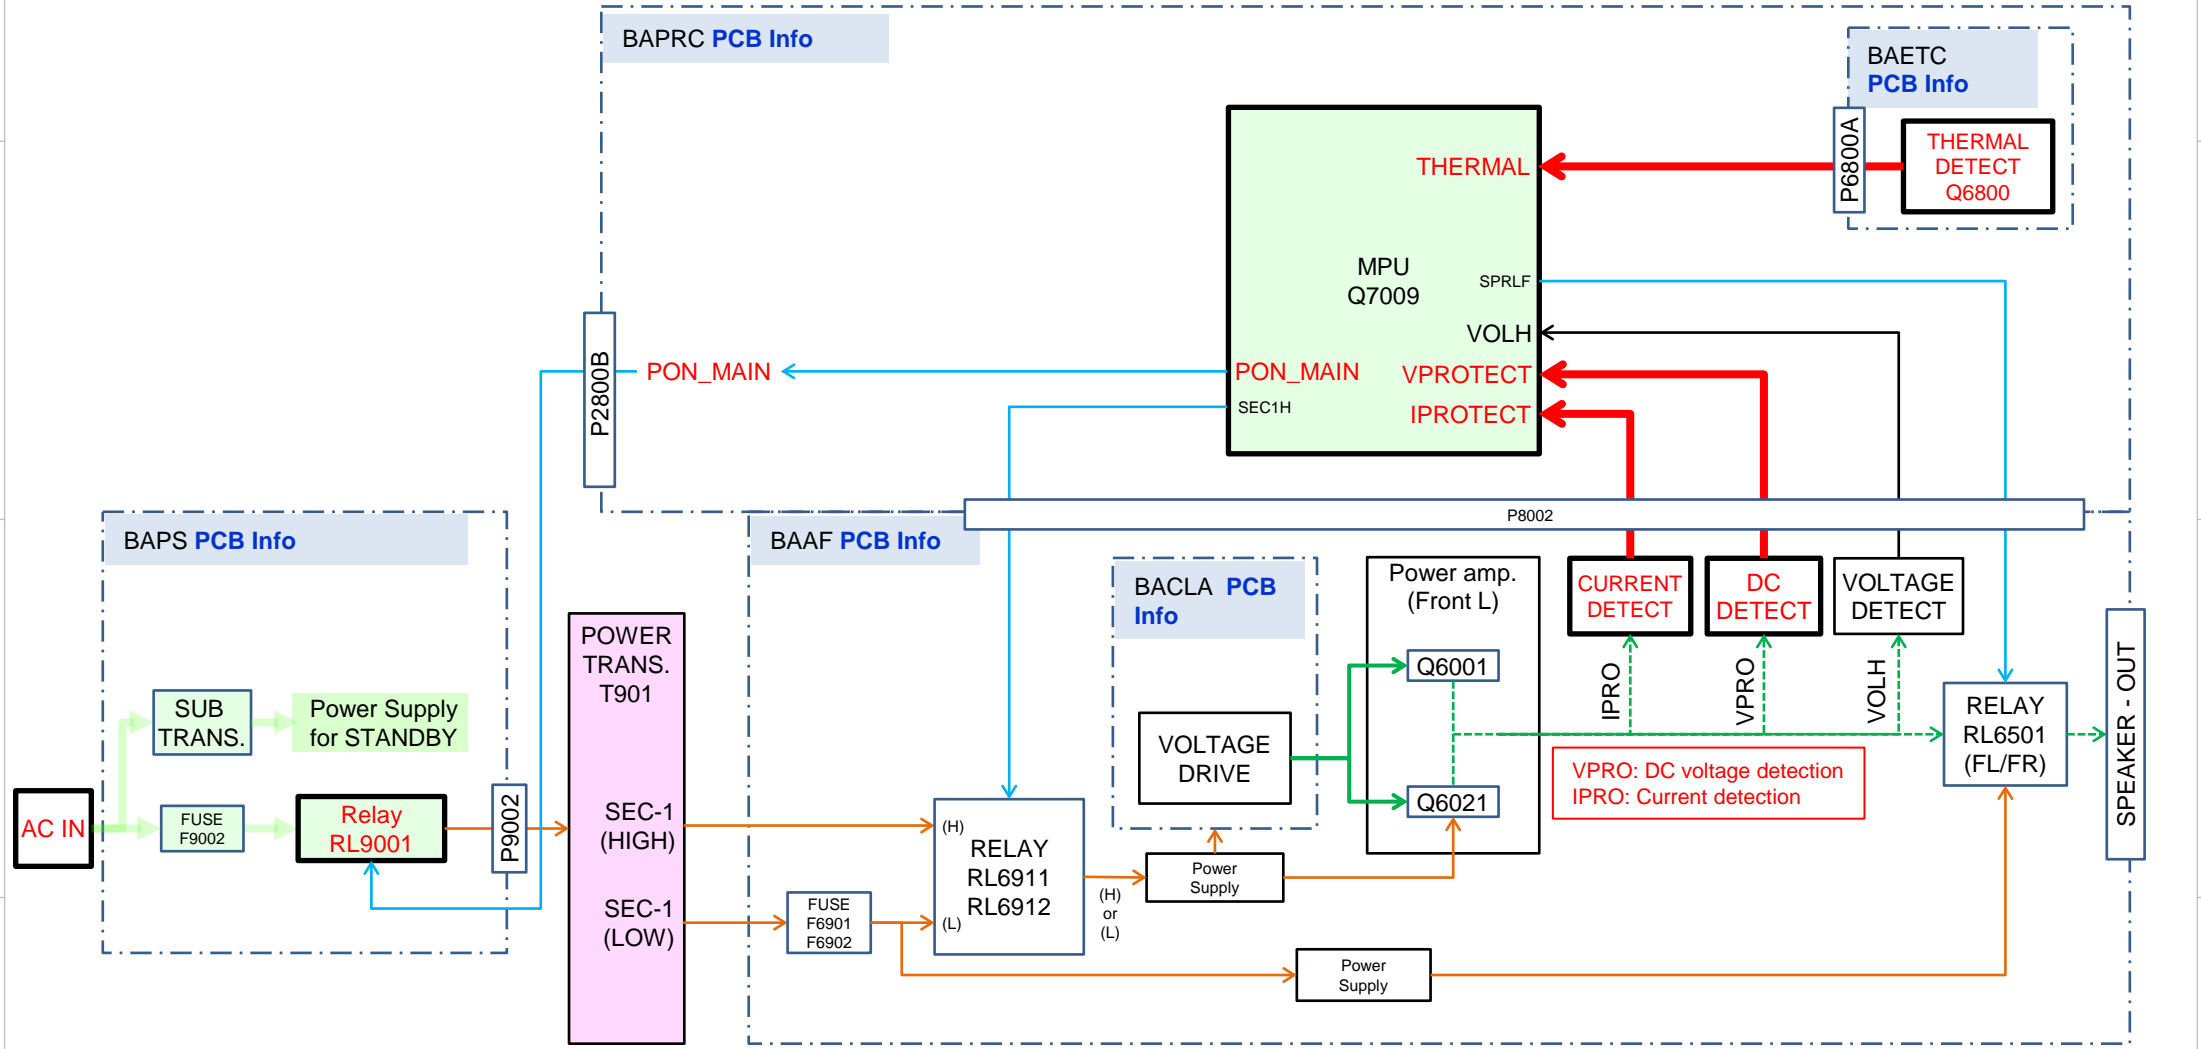 BAPRC PCB Info
BAETC
PCB Info
P6800A
THERMAL
DETECT
Q6800
THERMAL
MPU
Q7009
SPRLF
VOLH
PON_MAIN
VPROTECT
SEC1H
IPROTECT
PON_MAIN
P2800B
P8002
BAPS PCB Info
BAAF PCB Info
BACLA PCB
Info
Power amp.
(Front L)
CURRENT
DETECT
DC
DETECT
VOLTAGE
DETECT
POWER
TRANS.
T901
SEC-1
(HIGH)
SEC-1
(LOW)
SUB
TRANS.
Power Supply
for STANDBY
AC IN
FUSE
F9002
Relay
RL9001
P9002
FUSE
F6901
F6902
(H)
(L)
RELAY
RL6911
RL6912
(H)
or
(L)
VOLTAGE
DRIVE
Power
Supply
Q6001
Q6021
IPRO
VPRO
VOLH
VPRO: DC voltage detection
IPRO: Current detection
RELAY
RL6501
(FL/FR)
SPEAKER - OUT
Power
Supply